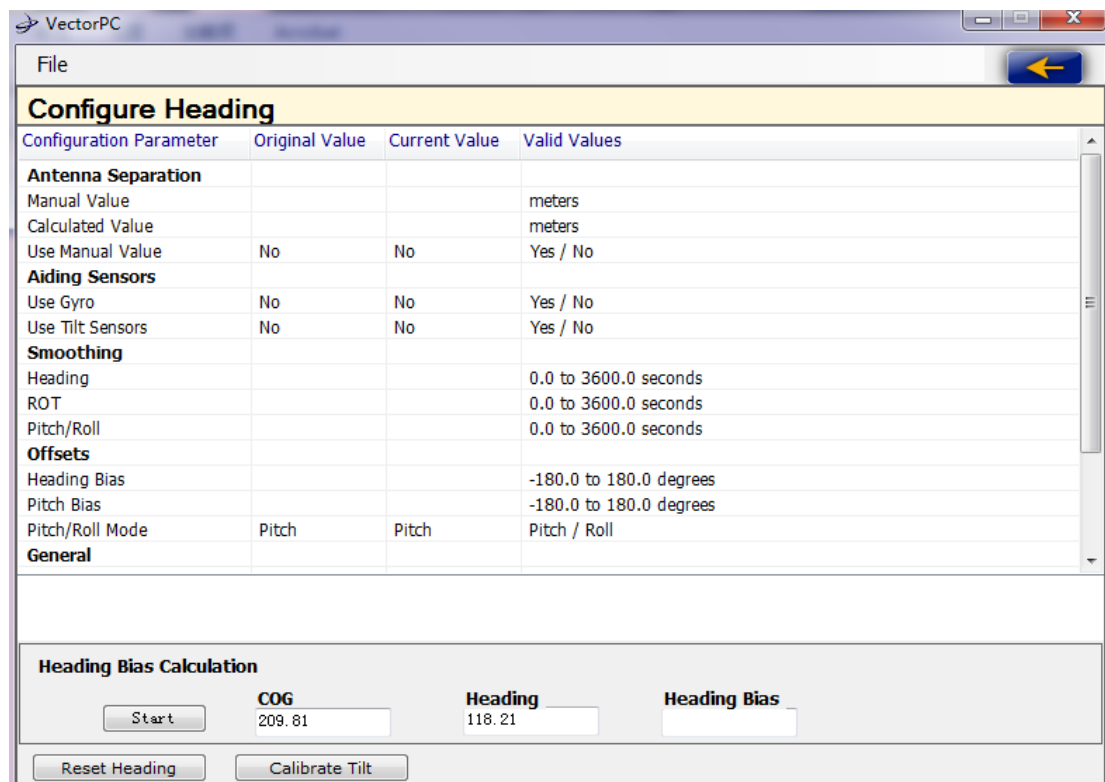 VectorPC
File
Configure Heading
Configuration Parameter Original Value Current Value Valid Values
Antenna Separation
Manual Value meters
Calculated Value meters
Use Manual Value No No Yes / No
Aiding Sensors
Use Gyro No No Yes / No
Use Tilt Sensors No No Yes / No
Smoothing
Heading 0.0 to 3600.0 seconds
ROT 0.0 to 3600.0 seconds
Pitch/Roll 0.0 to 3600.0 seconds
Offsets
Heading Bias -180.0 to 180.0 degrees
Pitch Bias -180.0 to 180.0 degrees
Pitch/Roll Mode Pitch Pitch Pitch / Roll
General
Heading Bias Calculation
COG Heading Heading Bias
Start 209.81 118.21
Reset Heading Calibrate Tilt